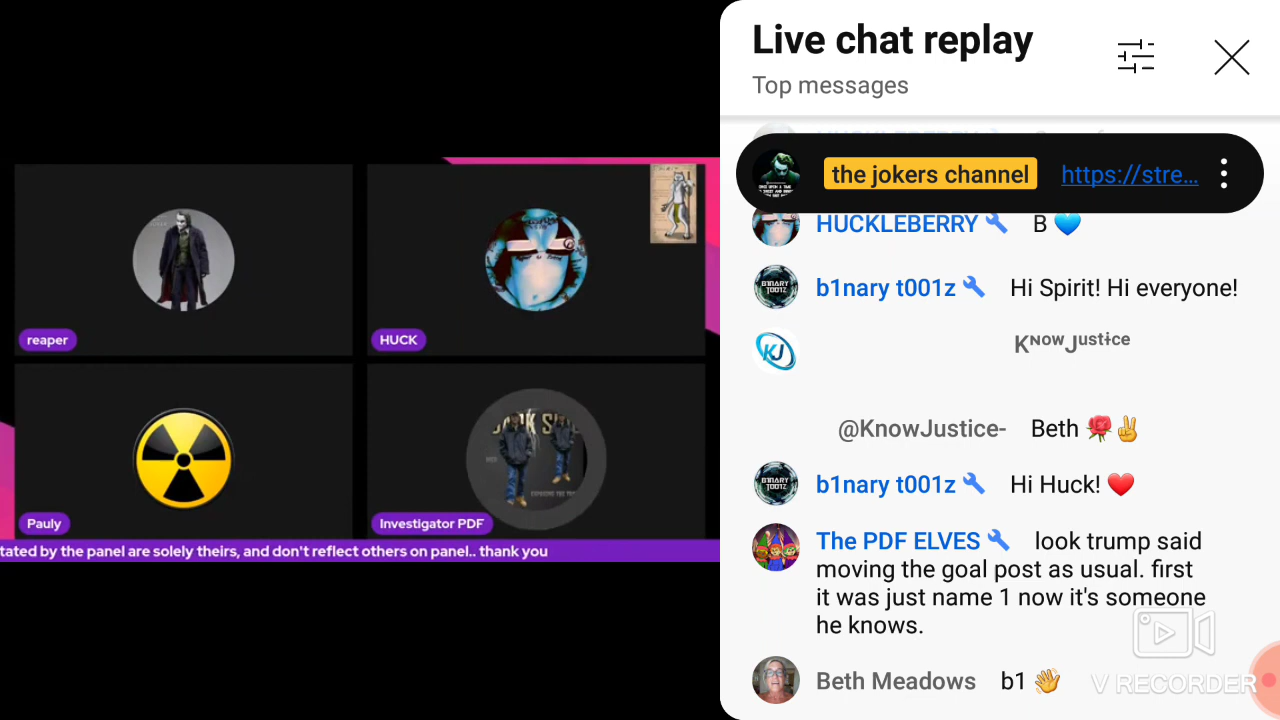 Live chat replay
Top messages
the jokers channel https://stre...
HUCKLEBERRY B 💙
b1nary t001z Hi Spirit! Hi everyone!
KJ
KᴺᵒʷJᵘˢᵗɪᶜᵉ
@KnowJustice- Beth 🌹✌️
b1nary t001z Hi Huck! ❤️
The PDF ELVES look trump said
moving the goal post as usual. first
it was just name 1 now it's someone
he knows.
Beth Meadows b1 👋
V RECORDER
reaper
HUCK
Pauly
Investigator PDF
tated by the panel are solely theirs, and don't reflect others on panel.. thank you